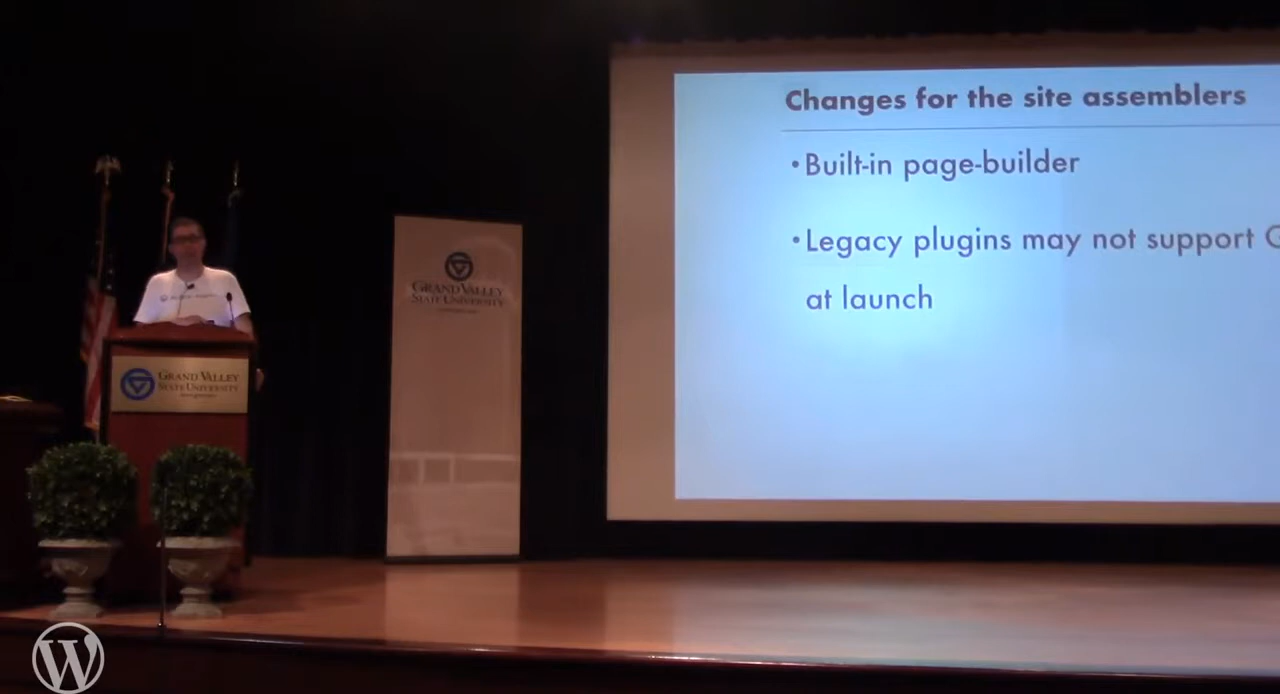 Changes for the site assemblers
•Built-in page-builder
•Legacy plugins may not support G
at launch
GRAND VALLEY
STATE UNIVERSITY
GRAND VALLEY
STATE UNIVERSITY
W